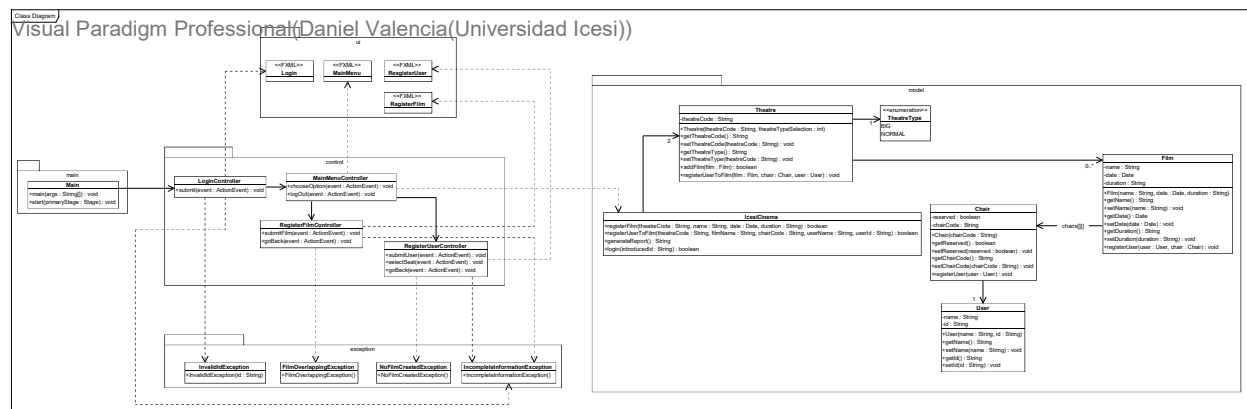 Class Diagram
Visual Paradigm Professional(Daniel Valencia(Universidad Icesi))
ui
<<FXML>>
Login
<<FXML>>
MainMenu
<<FXML>>
ReagisterUser
<<FXML>>
RegisterFilm
main
Main
+main(args : String[]) : void
+start(primaryStage : Stage) : void
control
LoginController
+submit(event : ActionEvent) : void
MainMenuController
+chooseOption(event : ActionEvent) : void
+logOut(event : ActionEvent) : void
RegisterFilmController
+submitFilm(event : ActionEvent) : void
+goBack(event : ActionEvent) : void
RegisterUserController
+submitUser(event : ActionEvent) : void
+selectSeat(event : ActionEvent) : void
+goBack(event : ActionEvent) : void
exception
InvalidIdException
+InvalidIdException(id : String)
FilmOverlappingException
+FilmOverlappingException()
NoFilmCreatedException
+NoFilmCreatedException()
IncompleteInformationException
+IncompleteInformationException()
model
Theatre
-theatreCode : String
+Theatre(theatreCode : String, theatreTypeSelection : int)
+getTheatreCode() : String
+setTheatreCode(theatreCode : String) : void
+getTheatreType() : String
+setTheatreType(theatreCode : String) : void
+addFilm(film : Film) : boolean
+registerUserToFilm(film : Film, chair : Chair, user : User) : void
1
<<enumeration>>
TheatreType
BIG
NORMAL
2
0..*
IcesiCinema
+registerFilm(theatreCode : String, name : String, date : Date, duration : String) : boolean
+registerUserToFilm(theatreCode : String, filmName : String, chairCode : String, userName : String, userId : String) : boolean
+generateReport() : String
+login(introducedId : String) : boolean
Film
-name : String
-date : Date
-duration : String
+Film(name : String, date : Date, duration : String)
+getName() : String
+setName(name : String) : void
+getDate() : Date
+setDate(date : Date) : void
+getDuration() : String
+setDuration(duration : String) : void
+registerUser(user : User, chair : Chair) : void
chairs[][]
Chair
-reserved : boolean
-chairCode : String
+Chair(chairCode : String)
+getReserved() : boolean
+setReserved(reserved : boolean) : void
+getChairCode() : String
+setChairCode(chairCode : String) : void
+registerUser(user : User) : void
1
User
-name : String
-id : String
+User(name : String, id : String)
+getName() : String
+setName(name : String) : void
+getId() : String
+setId(id : String) : void